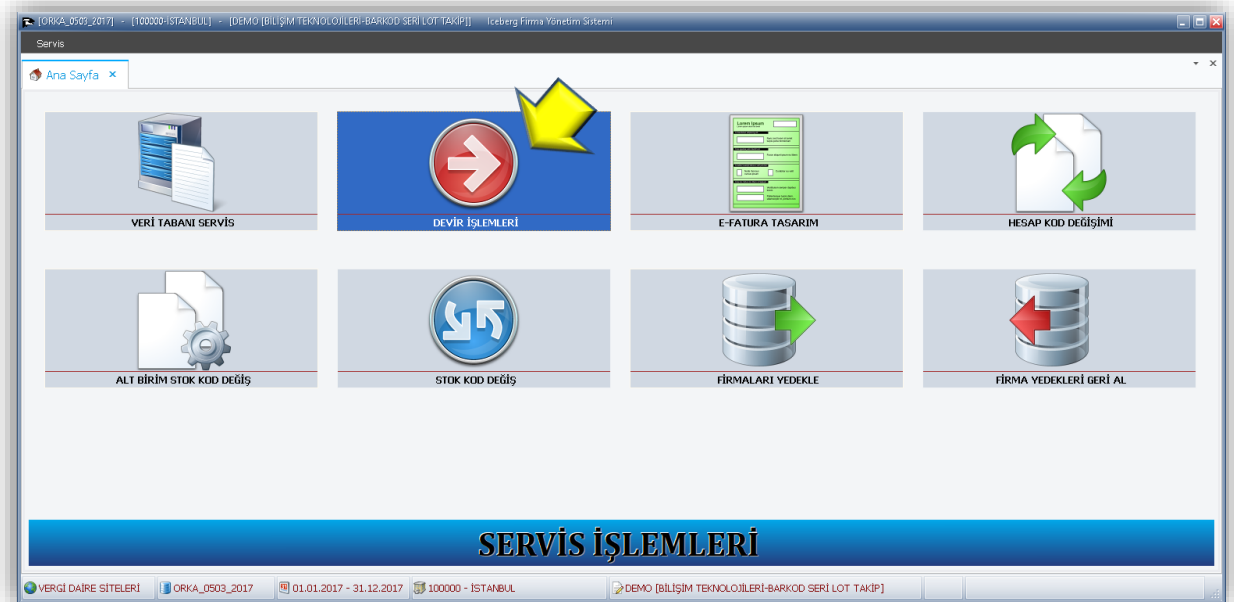 [ORKA_0503_2017] - [100000-İSTANBUL] - [DEMO [BİLİŞİM TEKNOLOJİLERİ-BARKOD SERİ LOT TAKİP]] Iceberg Firma Yönetim Sistemi
Servis
Ana Sayfa
VERİ TABANI SERVİS
DEVİR İŞLEMLERİ
E-FATURA TASARIM
HESAP KOD DEĞİŞİMİ
ALT BİRİM STOK KOD DEĞİŞ
STOK KOD DEĞİŞ
FİRMALARI YEDEKLE
FİRMA YEDEKLERİ GERİ AL
SERVİS İŞLEMLERİ
VERGİ DAİRE SİTELERİ ORKA_0503_2017 01.01.2017 - 31.12.2017 100000 - İSTANBUL DEMO [BİLİŞİM TEKNOLOJİLERİ-BARKOD SERİ LOT TAKİP]